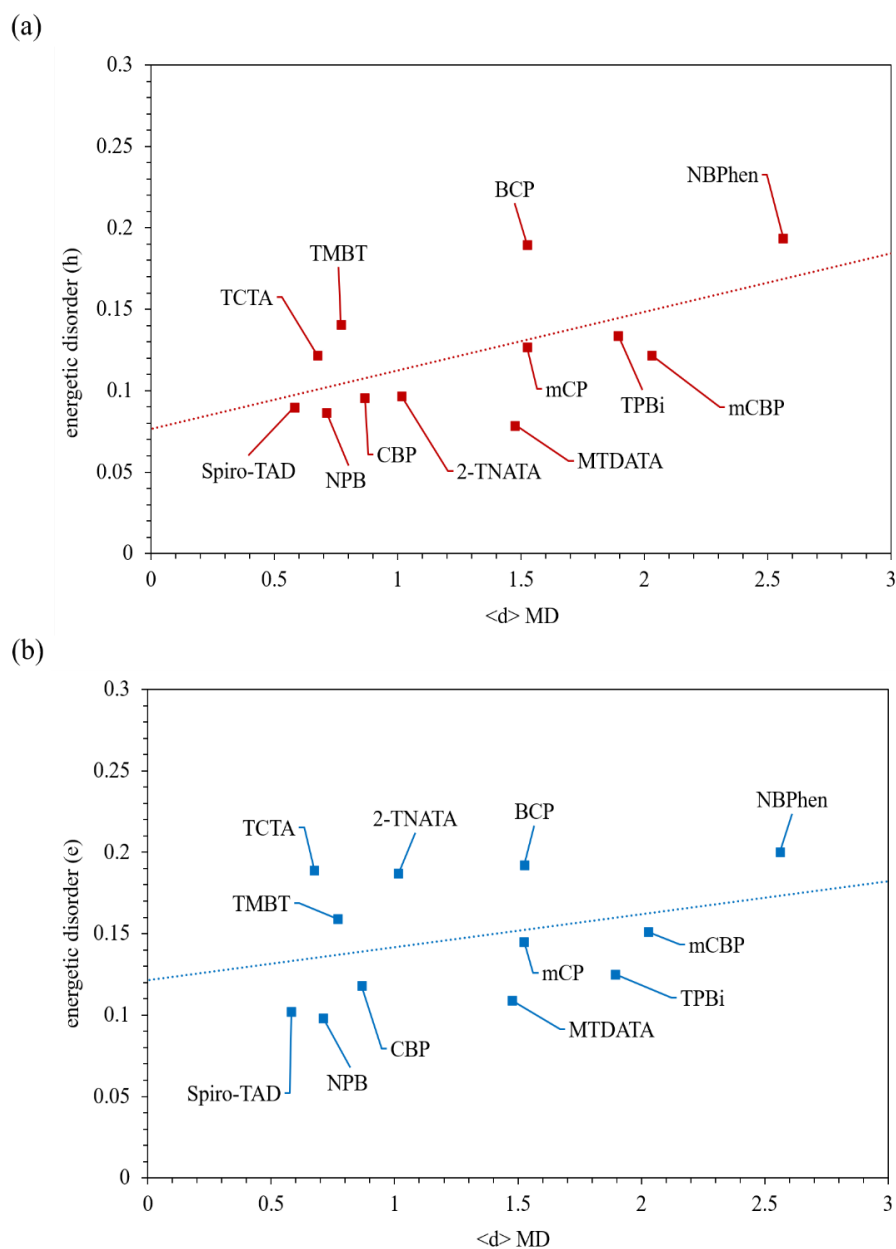 (a)
0.3
0.25
NBPhen
BCP
0.2
TMBT
TCTA
0.15
energetic disorder (h)
0.1
mCP
TPBi
mCBP
Spiro-TAD
NPB
CBP
2-TNATA
MTDATA
0.05
0
0 0.5 1 1.5 2 2.5 3
<d> MD
(b)
0.3
0.25
NBPhen
TCTA
2-TNATA
BCP
0.2
TMBT
energetic disorder (e)
0.15
mCBP
mCP
TPBi
0.1
MTDATA
CBP
NPB
Spiro-TAD
0.05
0
0 0.5 1 1.5 2 2.5 3
<d> MD